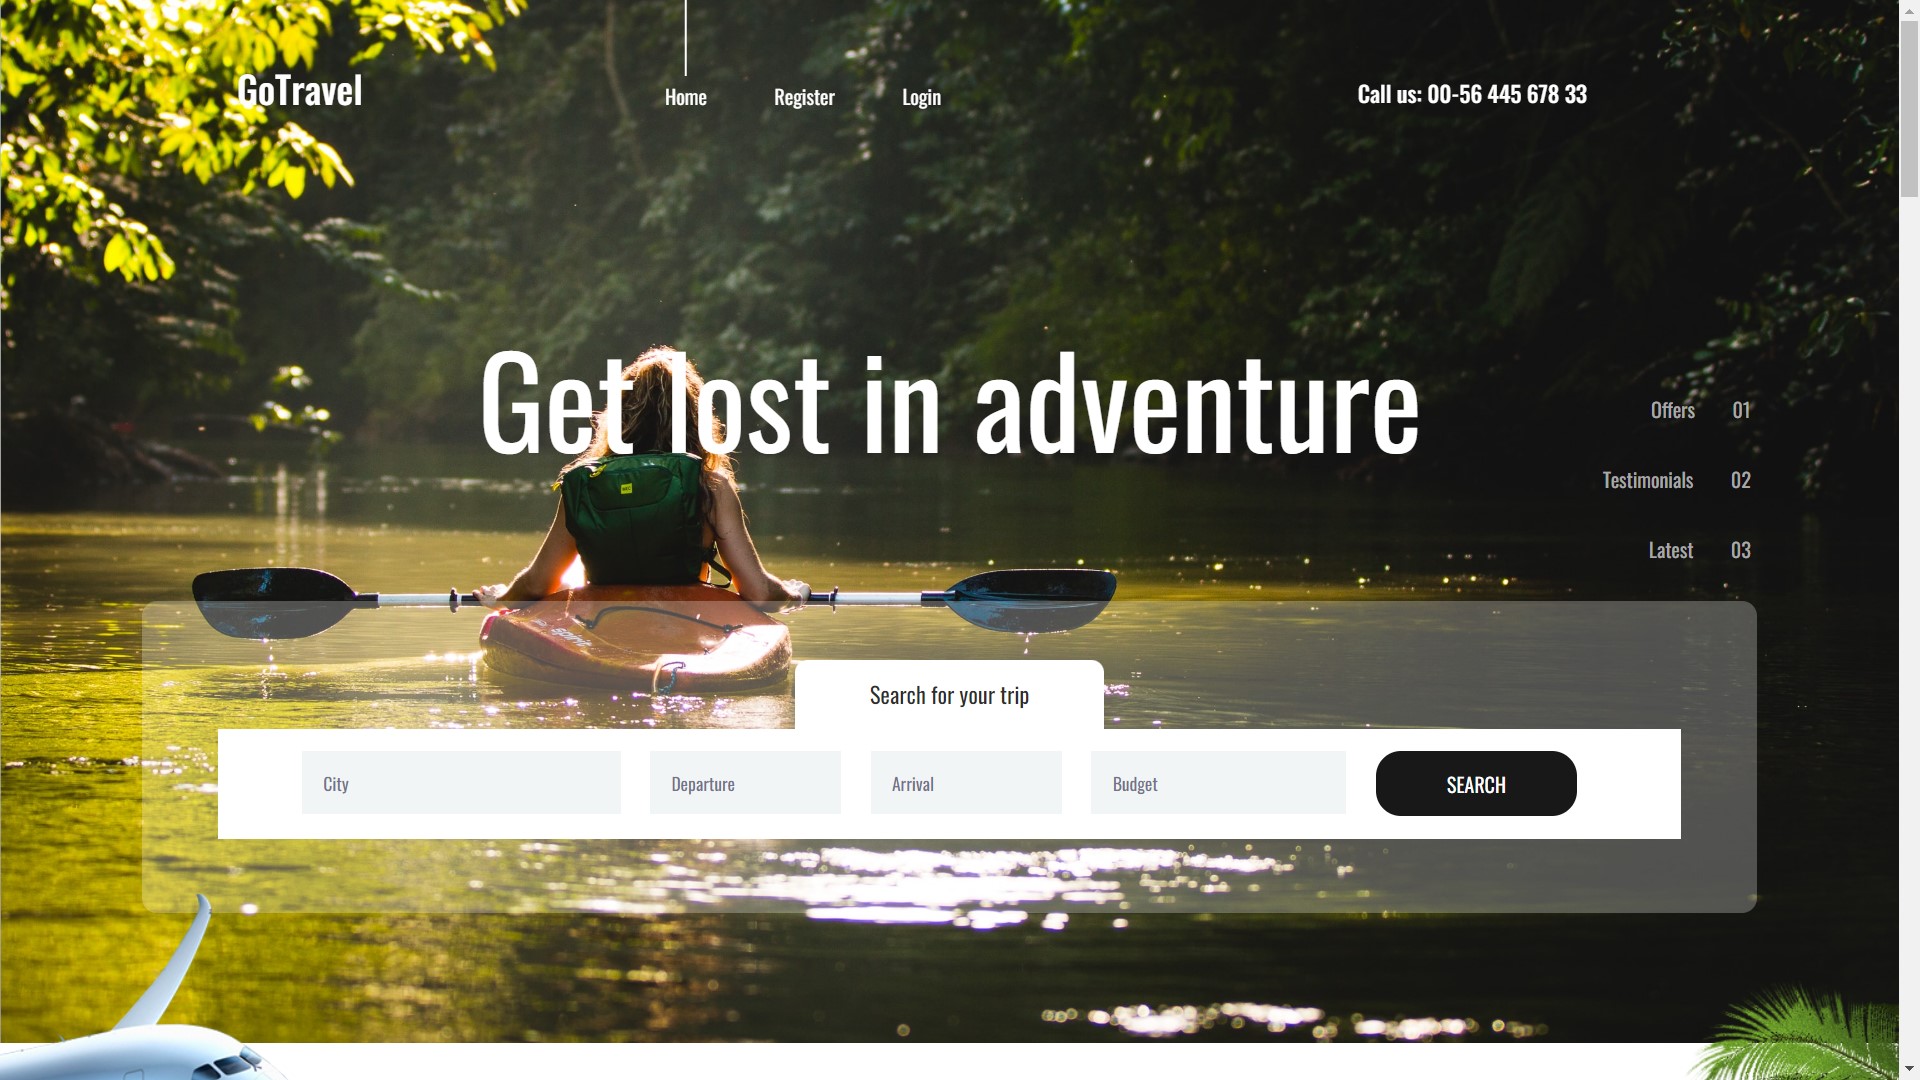 GoTravel
Home
Register
Login
Call us: 00-56 445 678 33
Get lost in adventure
Offers 01
Testimonials 02
Latest 03
Search for your trip
City
Departure
Arrival
Budget
SEARCH